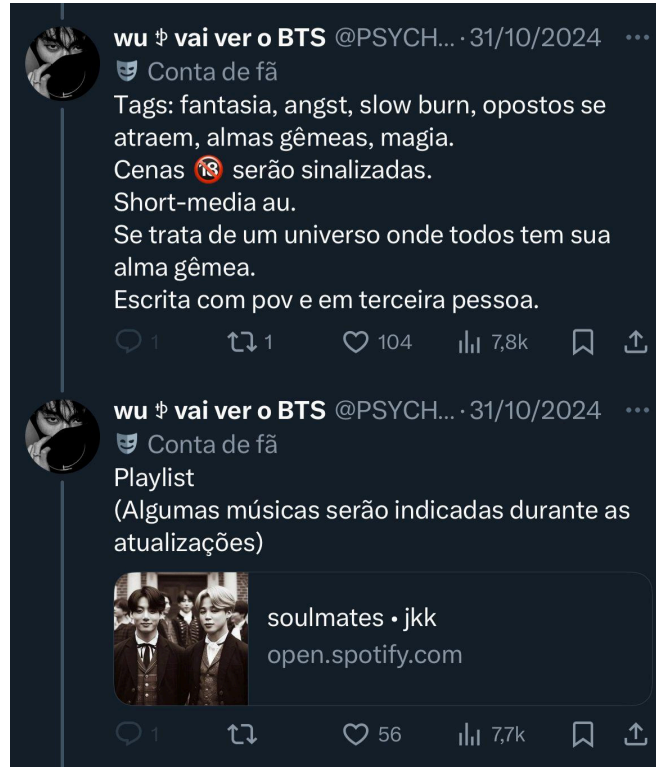 wu ⺝ vai ver o BTS @PSYCH... · 31/10/2024 ···
🎭 Conta de fã
Tags: fantasia, angst, slow burn, opostos se
atraem, almas gêmeas, magia.
Cenas 🔞 serão sinalizadas.
Short-media au.
Se trata de um universo onde todos tem sua
alma gêmea.
Escrita com pov e em terceira pessoa.
1 1 104 7,8k
wu vai ver o BTS @PSYCH... · 31/10/2024 ···
🎭 Conta de fã
Playlist
(Algumas músicas serão indicadas durante as
atualizações)
soulmates • jkk
open.spotify.com
1 56 7,7k